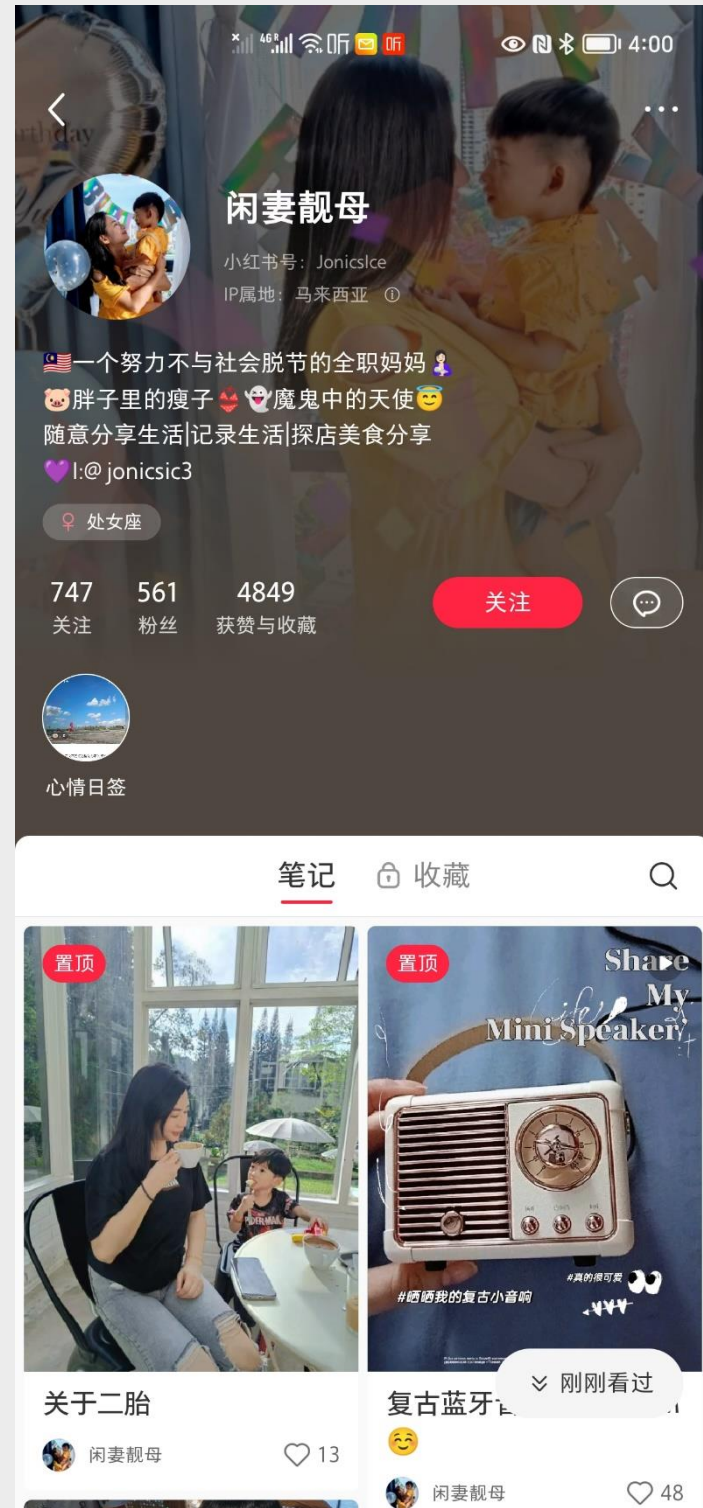 4:00
闲妻靓母
小红书号：JonicsIce
IP属地：马来西亚
🇲🇾一个努力不与社会脱节的全职妈妈🤱🏻
🐷胖子里的瘦子👙👻魔鬼中的天使😇
随意分享生活|记录生活|探店美食分享
💜I:@ jonicsic3
♀ 处女座
747 561 4849
关注 粉丝 获赞与收藏
关注
心情日签
笔记 收藏
置顶
置顶
Share
My
Mini Speaker
#真的很可爱
#晒晒我的复古小音响
关于二胎
闲妻靓母 13
刚刚看过
复古蓝牙
☺️
闲妻靓母 48